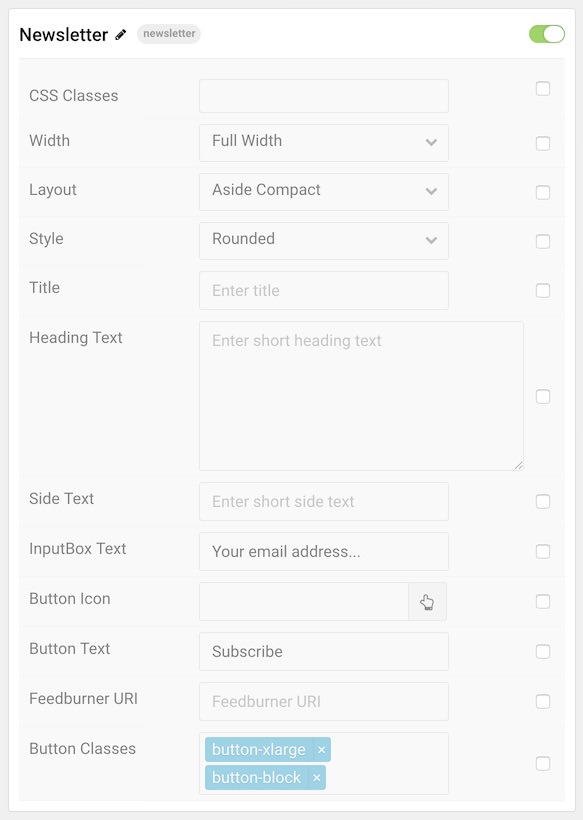 Newsletter newsletter
CSS Classes
Width Full Width
Layout Aside Compact
Style Rounded
Title Enter title
Heading Text Enter short heading text
Side Text Enter short side text
InputBox Text Your email address...
Button Icon
Button Text Subscribe
Feedburner URI Feedburner URI
Button Classes button-xlarge ×
button-block ×